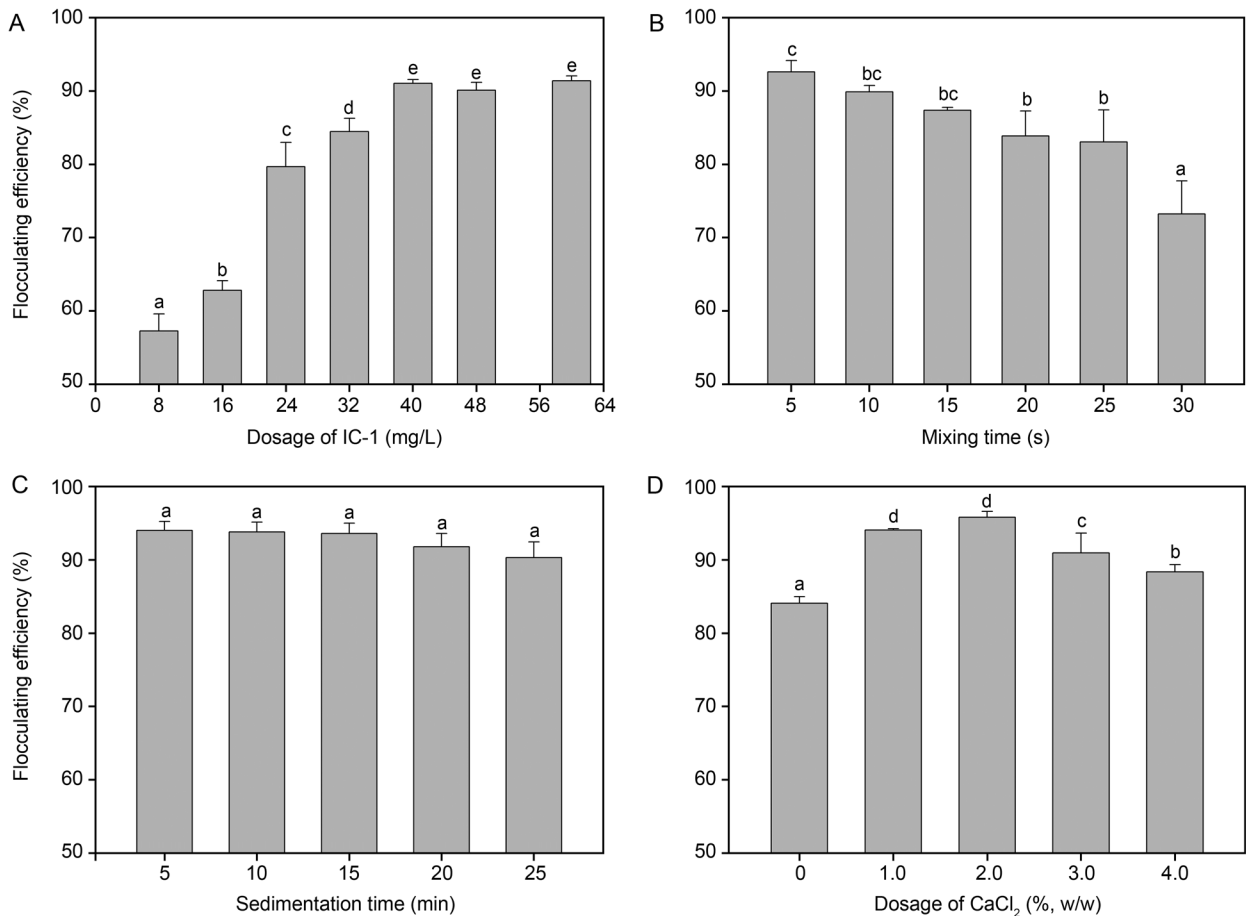 A
Flocculating efficiency (%)
100
90
80
70
60
50
a
b
c
d
e
e
e
0 8 16 24 32 40 48 56 64
Dosage of IC-1 (mg/L)
B
100
90
80
70
60
50
c
bc
bc
b
b
a
5 10 15 20 25 30
Mixing time (s)
C
Flocculating efficiency (%)
100
90
80
70
60
50
a a a a a
5 10 15 20 25
Sedimentation time (min)
D
100
90
80
70
60
50
a
d
d
c
b
0 1.0 2.0 3.0 4.0
Dosage of CaCl₂ (%, w/w)